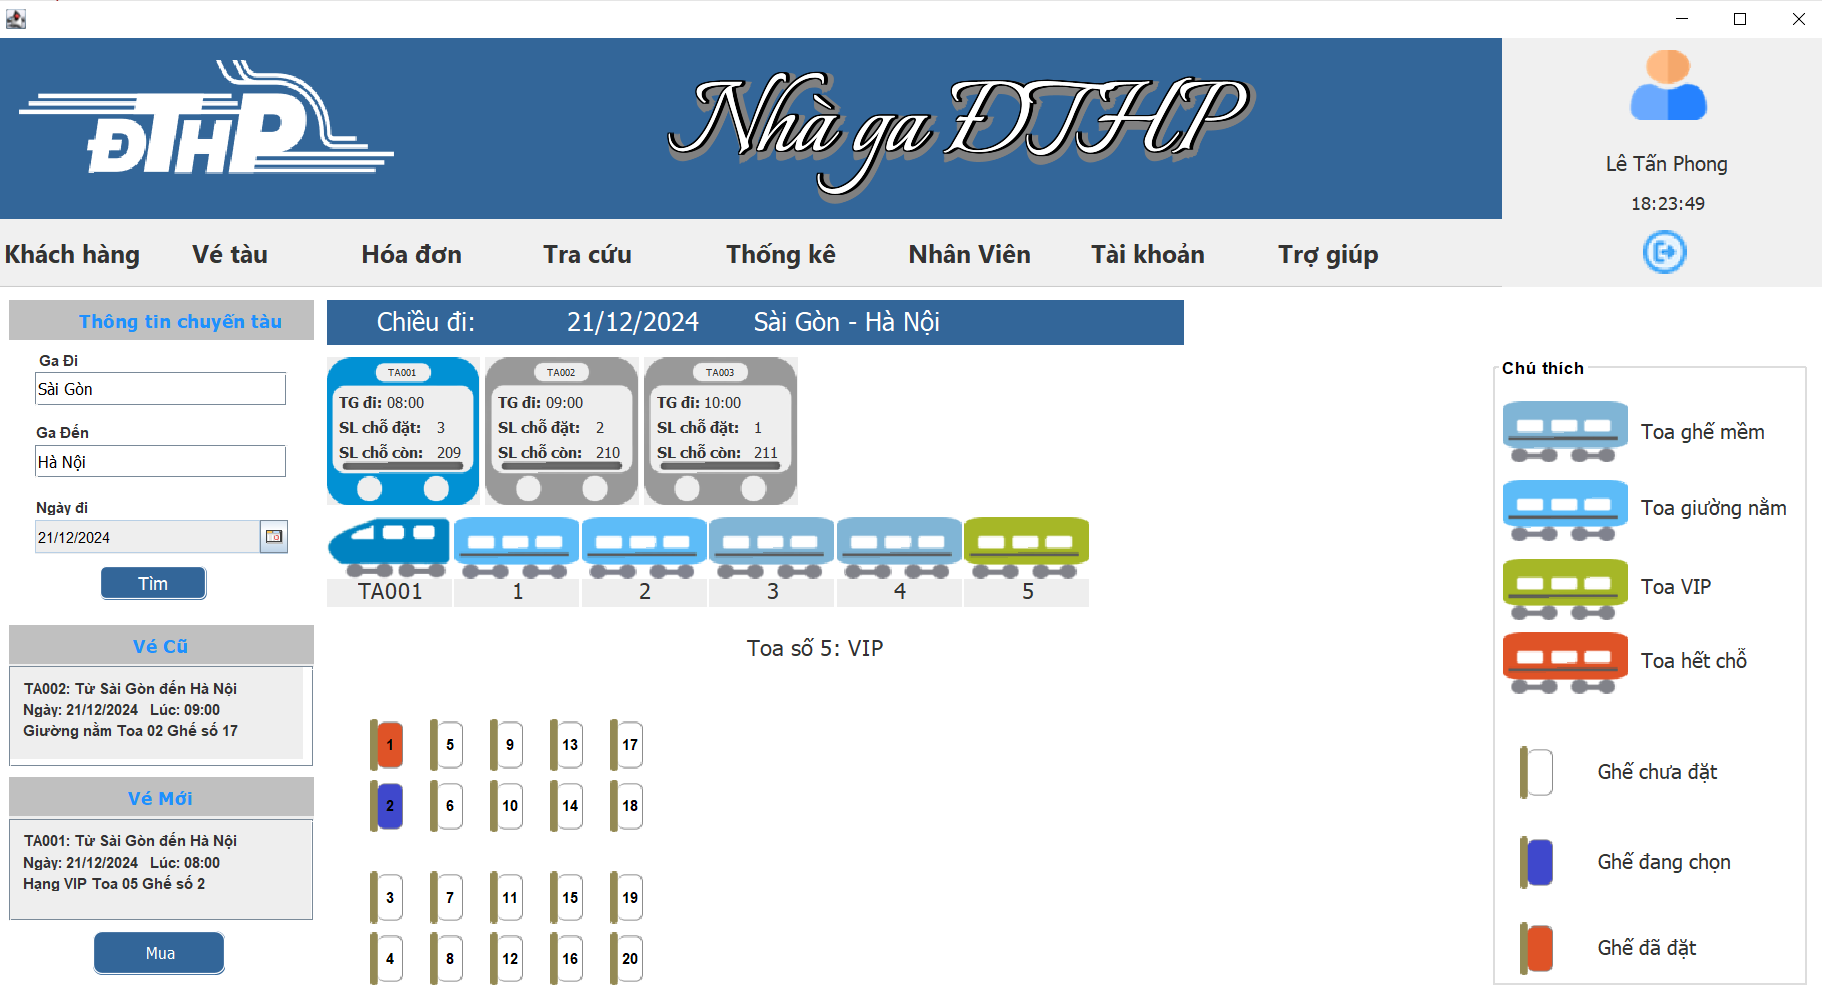 ĐTHP
Nhà ga ĐTHP
Lê Tấn Phong
18:23:49
Khách hàng Vé tàu Hóa đơn Tra cứu Thống kê Nhân Viên Tài khoản Trợ giúp
Thông tin chuyến tàu
Ga Đi
Sài Gòn
Ga Đến
Hà Nội
Ngày đi
21/12/2024
Tìm
Vé Cũ
TA002: Từ Sài Gòn đến Hà Nội
Ngày: 21/12/2024 Lúc: 09:00
Giường nằm Toa 02 Ghế số 17
Vé Mới
TA001: Từ Sài Gòn đến Hà Nội
Ngày: 21/12/2024 Lúc: 08:00
Hạng VIP Toa 05 Ghế số 2
Mua
Chiều đi: 21/12/2024 Sài Gòn - Hà Nội
TA001
TG đi: 08:00
SL chỗ đặt: 3
SL chỗ còn: 209
TA002
TG đi: 09:00
SL chỗ đặt: 2
SL chỗ còn: 210
TA003
TG đi: 10:00
SL chỗ đặt: 1
SL chỗ còn: 211
TA001 1 2 3 4 5
Toa số 5: VIP
1 5 9 13 17
2 6 10 14 18
3 7 11 15 19
4 8 12 16 20
Chú thích
Toa ghế mềm
Toa giường nằm
Toa VIP
Toa hết chỗ
Ghế chưa đặt
Ghế đang chọn
Ghế đã đặt